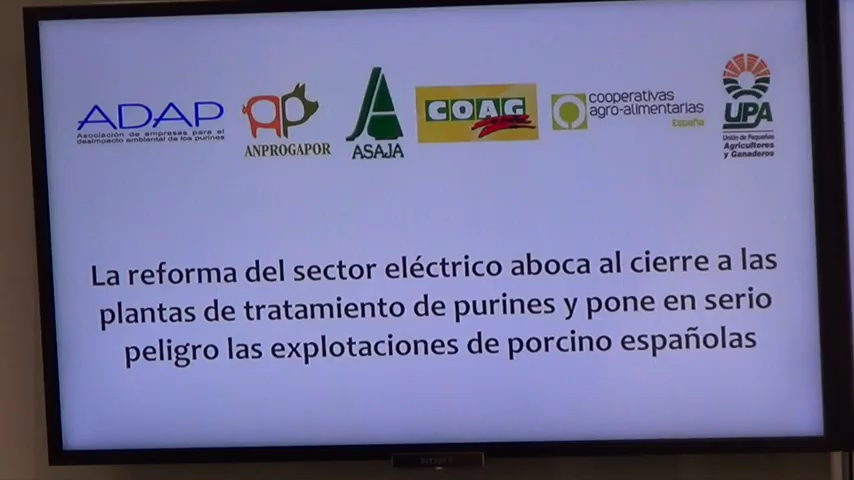 ADAP
Asociación de empresas para el
desimpacto ambiental de los purines
ANPROGAPOR
ASAJA
COAG
cooperativas
agro-alimentarias
España
UPA
Unión de Pequeños
Agricultores
y Ganaderos
La reforma del sector eléctrico aboca al cierre a las
plantas de tratamiento de purines y pone en serio
peligro las explotaciones de porcino españolas